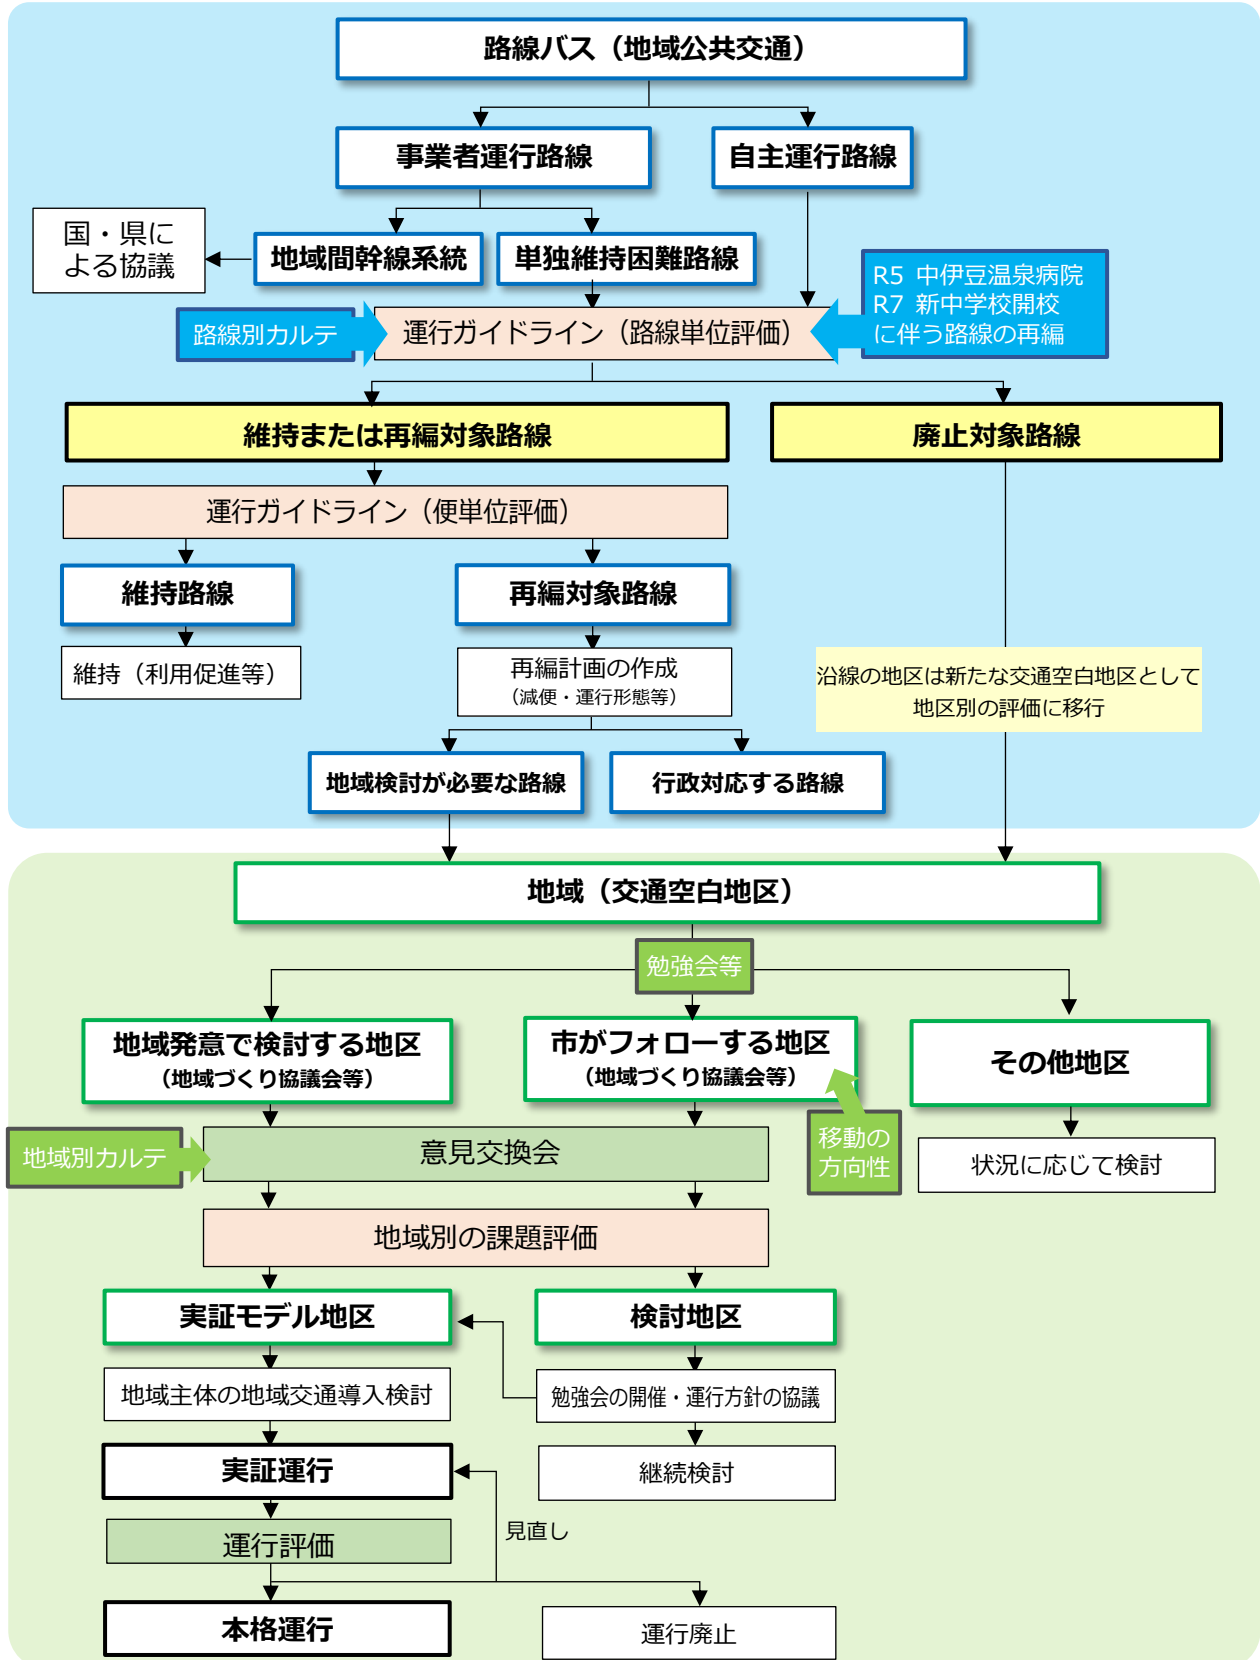 路線バス（地域公共交通）
事業者運行路線
自主運行路線
国・県に
よる協議
地域間幹線系統
単独維持困難路線
R5 中伊豆温泉病院
R7 新中学校開校
に伴う路線の再編
路線別カルテ
運行ガイドライン（路線単位評価）
維持または再編対象路線
廃止対象路線
運行ガイドライン（便単位評価）
維持路線
再編対象路線
維持（利用促進等）
再編計画の作成
（減便・運行形態等）
沿線の地区は新たな交通空白地区として
地区別の評価に移行
地域検討が必要な路線
行政対応する路線
地域（交通空白地区）
勉強会等
地域発意で検討する地区
（地域づくり協議会等）
市がフォローする地区
（地域づくり協議会等）
その他地区
地域別カルテ
意見交換会
移動の
方向性
状況に応じて検討
地域別の課題評価
実証モデル地区
検討地区
地域主体の地域交通導入検討
勉強会の開催・運行方針の協議
実証運行
継続検討
見直し
運行評価
本格運行
運行廃止